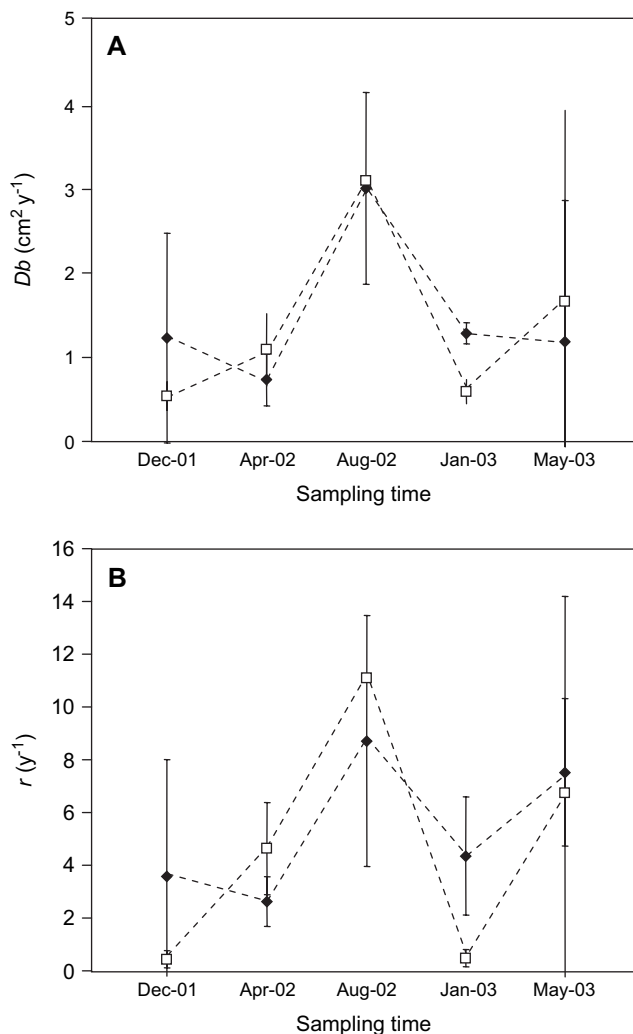 A
5
4
3
2
1
0
Db (cm² y⁻¹)
Dec-01 Apr-02 Aug-02 Jan-03 May-03
Sampling time
B
16
14
12
10
8
6
4
2
0
r (y⁻¹)
Dec-01 Apr-02 Aug-02 Jan-03 May-03
Sampling time